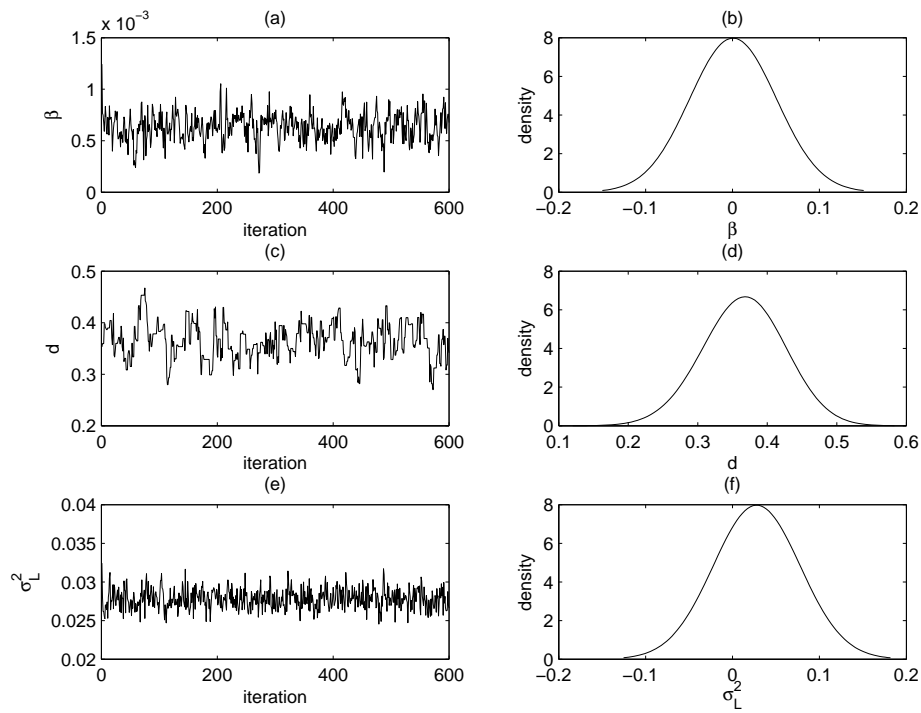 (a)
x 10^-3
1.5
1
0.5
0
0 200 400 600
β
iteration
(b)
8
6
4
2
0
−0.2 −0.1 0 0.1 0.2
density
β
(c)
0.5
0.4
0.3
0.2
0 200 400 600
d
iteration
(d)
8
6
4
2
0
0.1 0.2 0.3 0.4 0.5 0.6
density
d
(e)
0.04
0.035
0.03
0.025
0.02
0 200 400 600
σ_L^2
iteration
(f)
8
6
4
2
0
−0.2 −0.1 0 0.1 0.2
density
σ_L^2